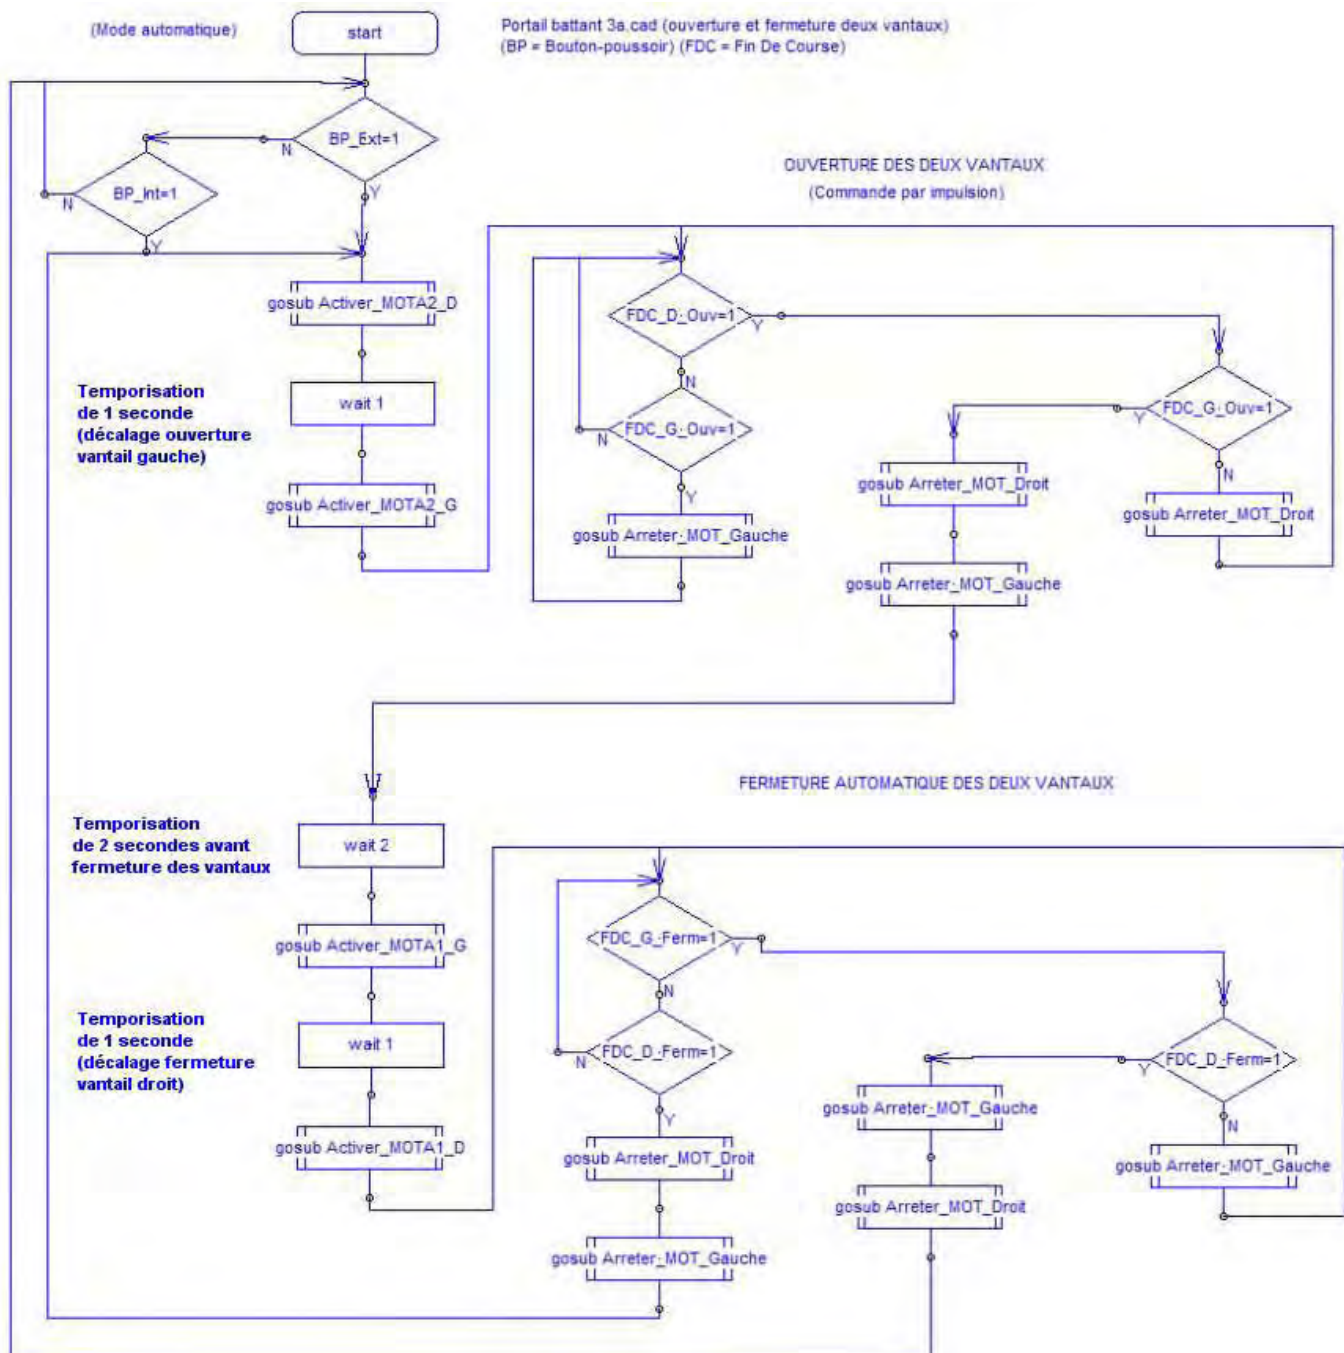 (Mode automatique)
start
Portail battant 3a.cad (ouverture et fermeture deux vantaux)
(BP = Bouton-poussoir) (FDC = Fin De Course)
BP_Ext=1
N
Y
BP_Int=1
N
Y
OUVERTURE DES DEUX VANTAUX
(Commande par impulsion)
gosub Activer_MOTA2_D
Temporisation
de 1 seconde
(décalage ouverture
vantail gauche)
wait 1
gosub Activer_MOTA2_G
FDC_D_Ouv=1
Y
N
FDC_G_Ouv=1
N
Y
gosub Arreter_MOT_Gauche
FDC_G_Ouv=1
Y
N
gosub Arreter_MOT_Droit
gosub Arreter_MOT_Droit
gosub Arreter_MOT_Gauche
FERMETURE AUTOMATIQUE DES DEUX VANTAUX
Temporisation
de 2 secondes avant
fermeture des vantaux
wait 2
gosub Activer_MOTA1_G
Temporisation
de 1 seconde
(décalage fermeture
vantail droit)
wait 1
gosub Activer_MOTA1_D
FDC_G_Ferm=1
Y
N
FDC_D_Ferm=1
N
Y
gosub Arreter_MOT_Droit
gosub Arreter_MOT_Gauche
FDC_D_Ferm=1
Y
N
gosub Arreter_MOT_Gauche
gosub Arreter_MOT_Gauche
gosub Arreter_MOT_Droit